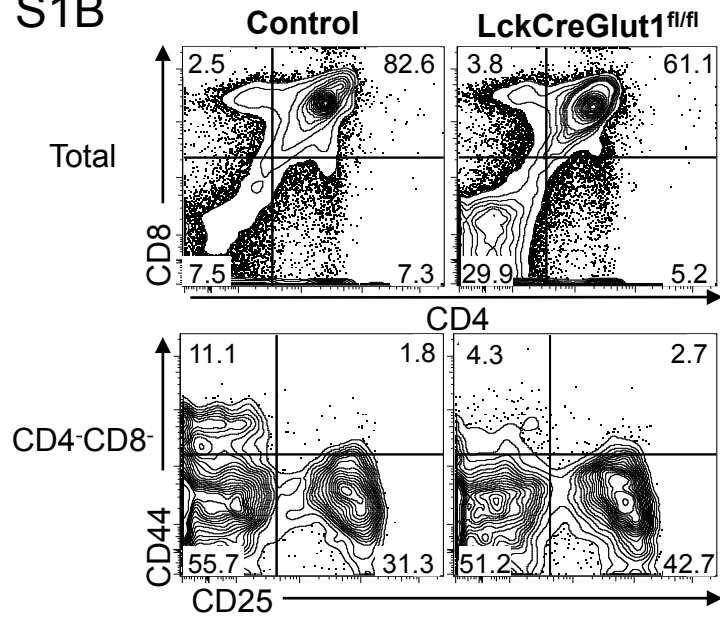 S1B
Control LckCreGlut1fl/fl
2.5 82.6 3.8 61.1
Total
CD8
7.5 7.3 29.9 5.2
CD4
11.1 1.8 4.3 2.7
CD4-CD8-
CD44
55.7 31.3 51.2 42.7
CD25